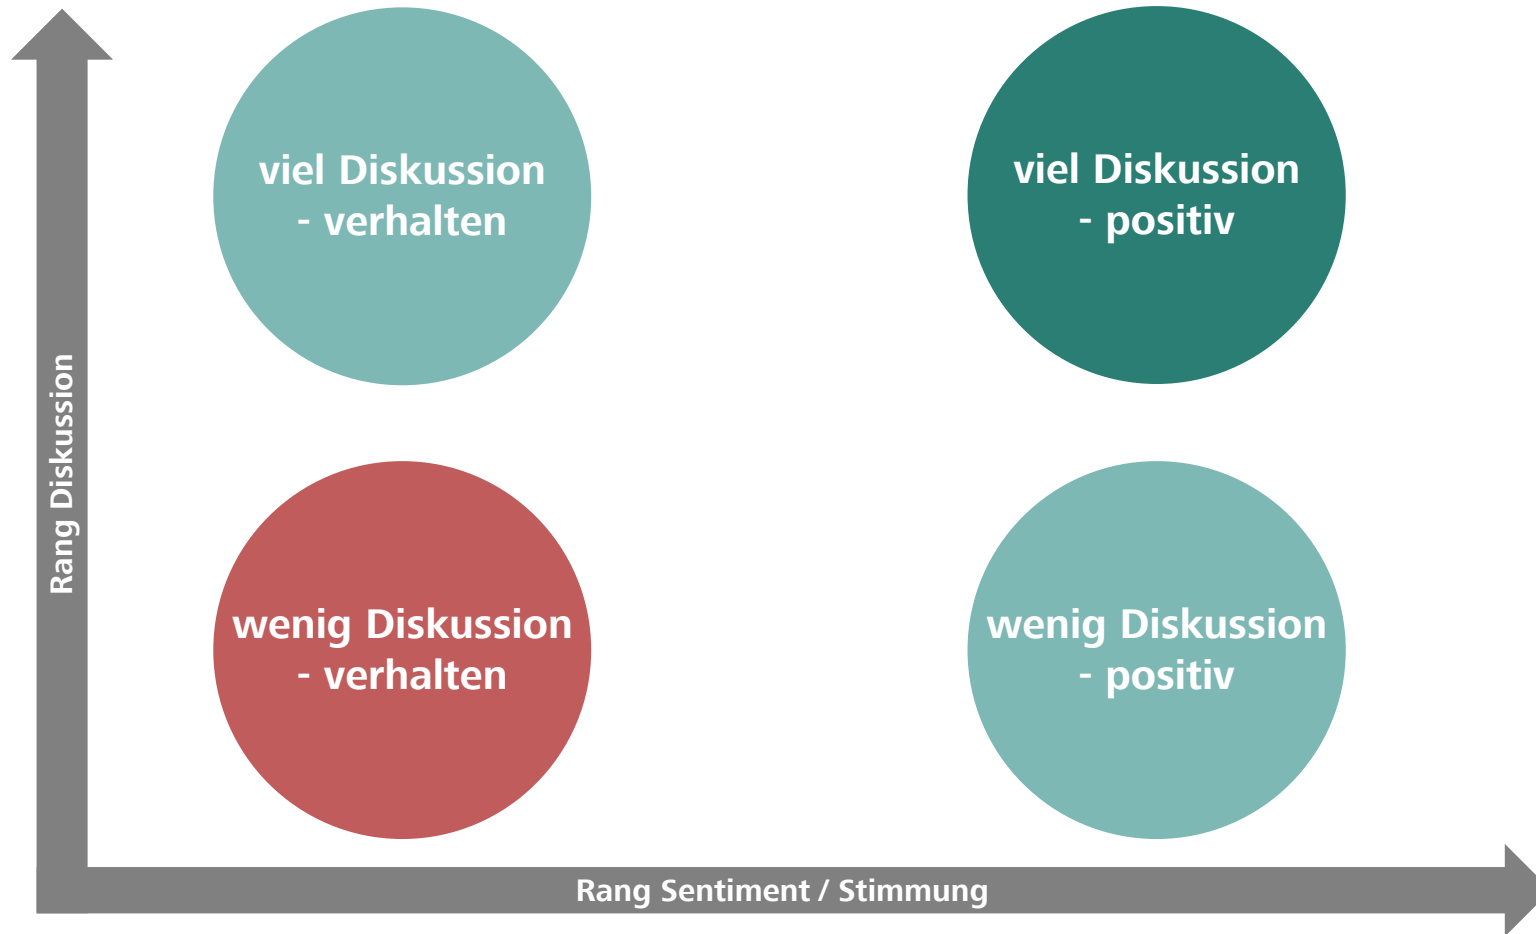 viel Diskussion
- verhalten
viel Diskussion
- positiv
Rang Diskussion
wenig Diskussion
- verhalten
wenig Diskussion
- positiv
Rang Sentiment / Stimmung